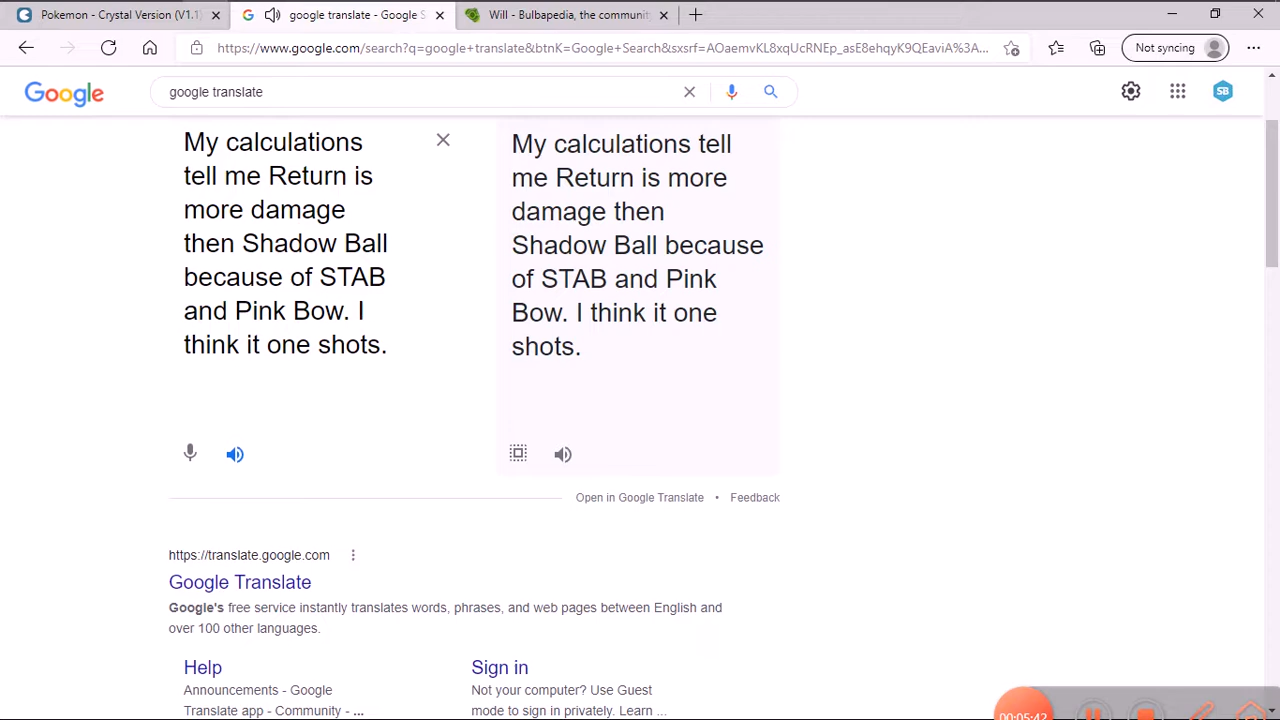 Pokemon - Crystal Version (V1.1)
google translate - Google S
Will - Bulbapedia, the communit
https://www.google.com/search?q=google+translate&btnK=Google+Search&sxsrf=AOaemvKL8xqUcRNEp_asE8ehqyK9QEaviA%3A...
Not syncing
Google
google translate
SB
My calculations
tell me Return is
more damage
then Shadow Ball
because of STAB
and Pink Bow. I
think it one shots.
My calculations tell
me Return is more
damage then
Shadow Ball because
of STAB and Pink
Bow. I think it one
shots.
Open in Google Translate • Feedback
https://translate.google.com
Google Translate
Google's free service instantly translates words, phrases, and web pages between English and
over 100 other languages.
Help
Announcements - Google
Translate app - Community - ...
Sign in
Not your computer? Use Guest
mode to sign in privately. Learn ...
00:05:42